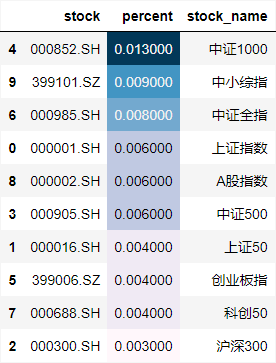 stock percent stock_name
4 000852.SH 0.013000 中证1000
9 399101.SZ 0.009000 中小综指
6 000985.SH 0.008000 中证全指
0 000001.SH 0.006000 上证指数
8 000002.SH 0.006000 A股指数
3 000905.SH 0.006000 中证500
1 000016.SH 0.004000 上证50
5 399006.SZ 0.004000 创业板指
7 000688.SH 0.004000 科创50
2 000300.SH 0.003000 沪深300